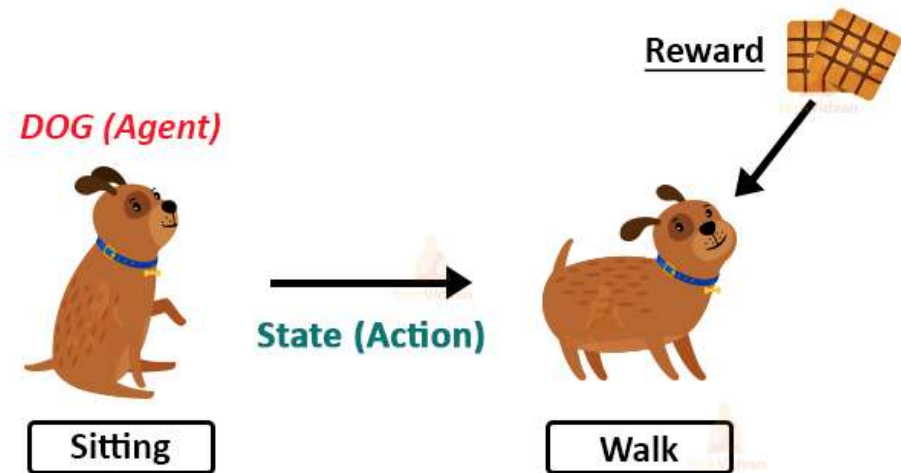 Reward
DOG (Agent)
State (Action)
Sitting
Walk